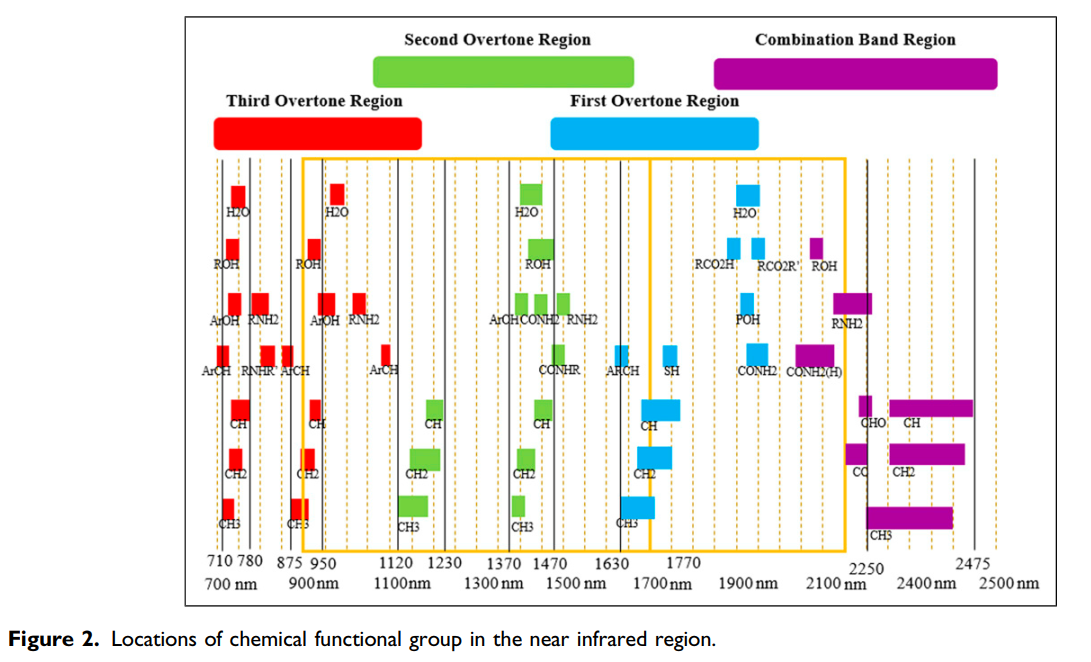 Second Overtone Region
Combination Band Region
Third Overtone Region
First Overtone Region
H2O H2O H2O H2O
ROH ROH ROH RCO2H RCO2R' ROH
ArOH RNH2 ArOH RNH2 ArCH CONH2 RNH2 POH RNH2
ArCH RNHR' ArCH ArCH CONHR ARCH SH CONH2 CONH2(H)
CH CH CH CH CH CHO CH
CH2 CH2 CH2 CH2 CH2 CC CH2
CH3 CH3 CH3 CH3 CH3 CH3
710 780 875 950 1120 1230 1370 1470 1630 1770 2250 2475
700 nm 900nm 1100nm 1300nm 1500 nm 1700 nm 1900 nm 2100 nm 2400 nm 2500 nm
Figure 2. Locations of chemical functional group in the near infrared region.